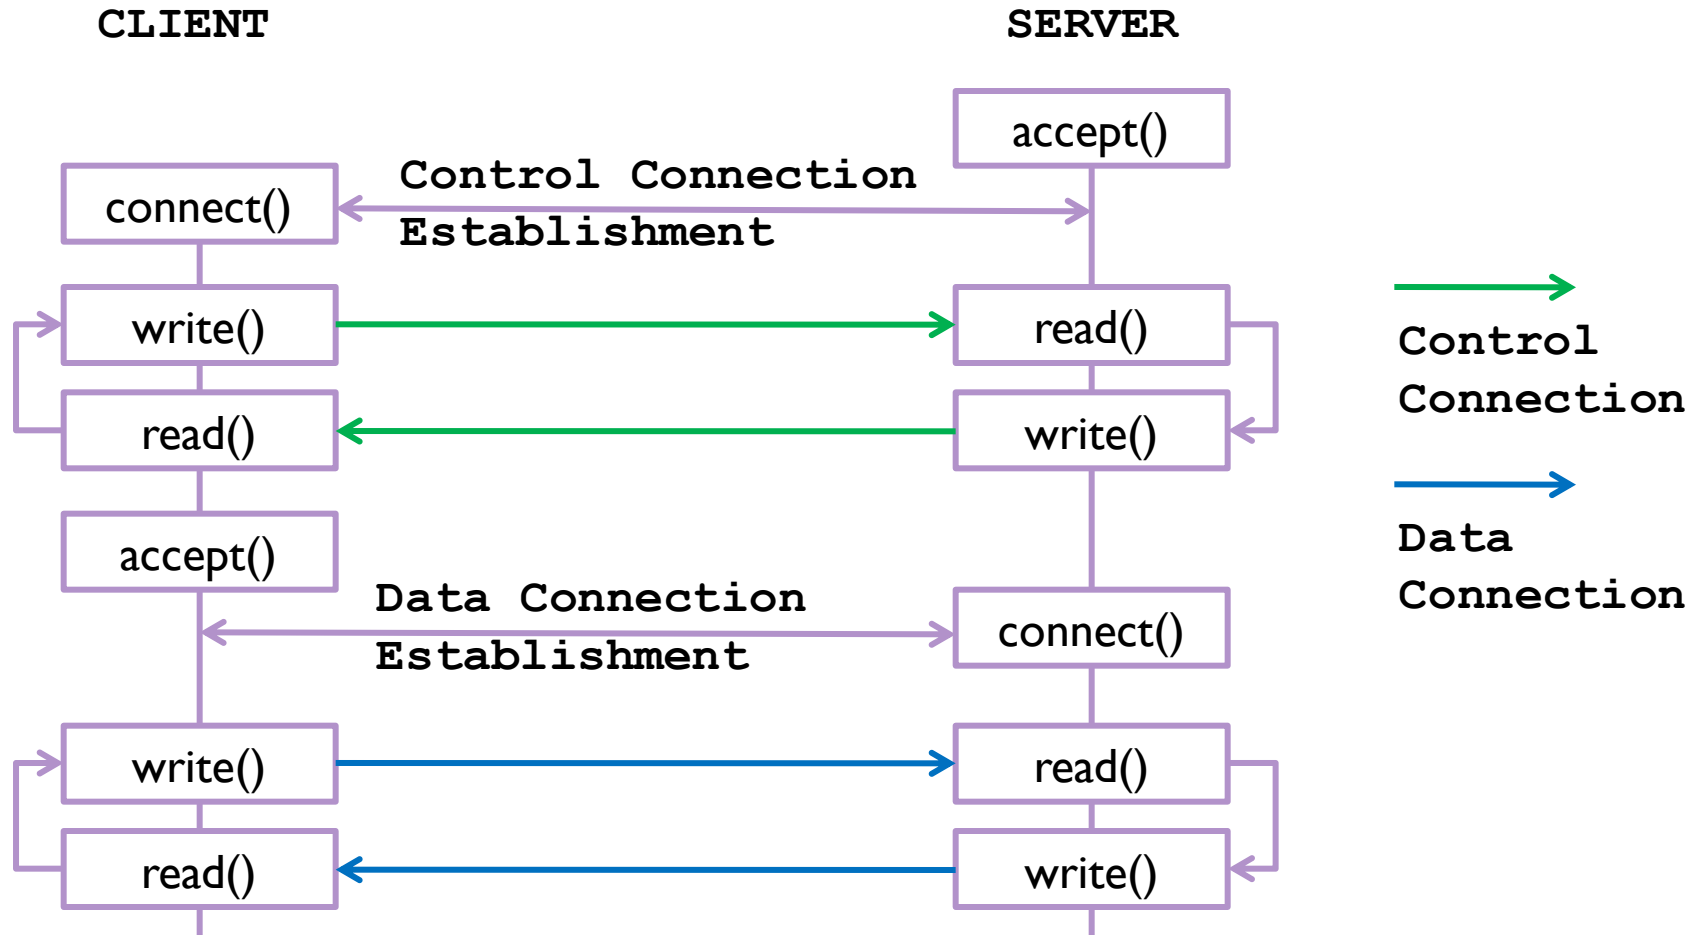 CLIENT
SERVER
accept()
connect()
Control Connection
Establishment
write()
read()
read()
write()
accept()
Data Connection
Establishment
connect()
write()
read()
read()
write()
Control
Connection
Data
Connection